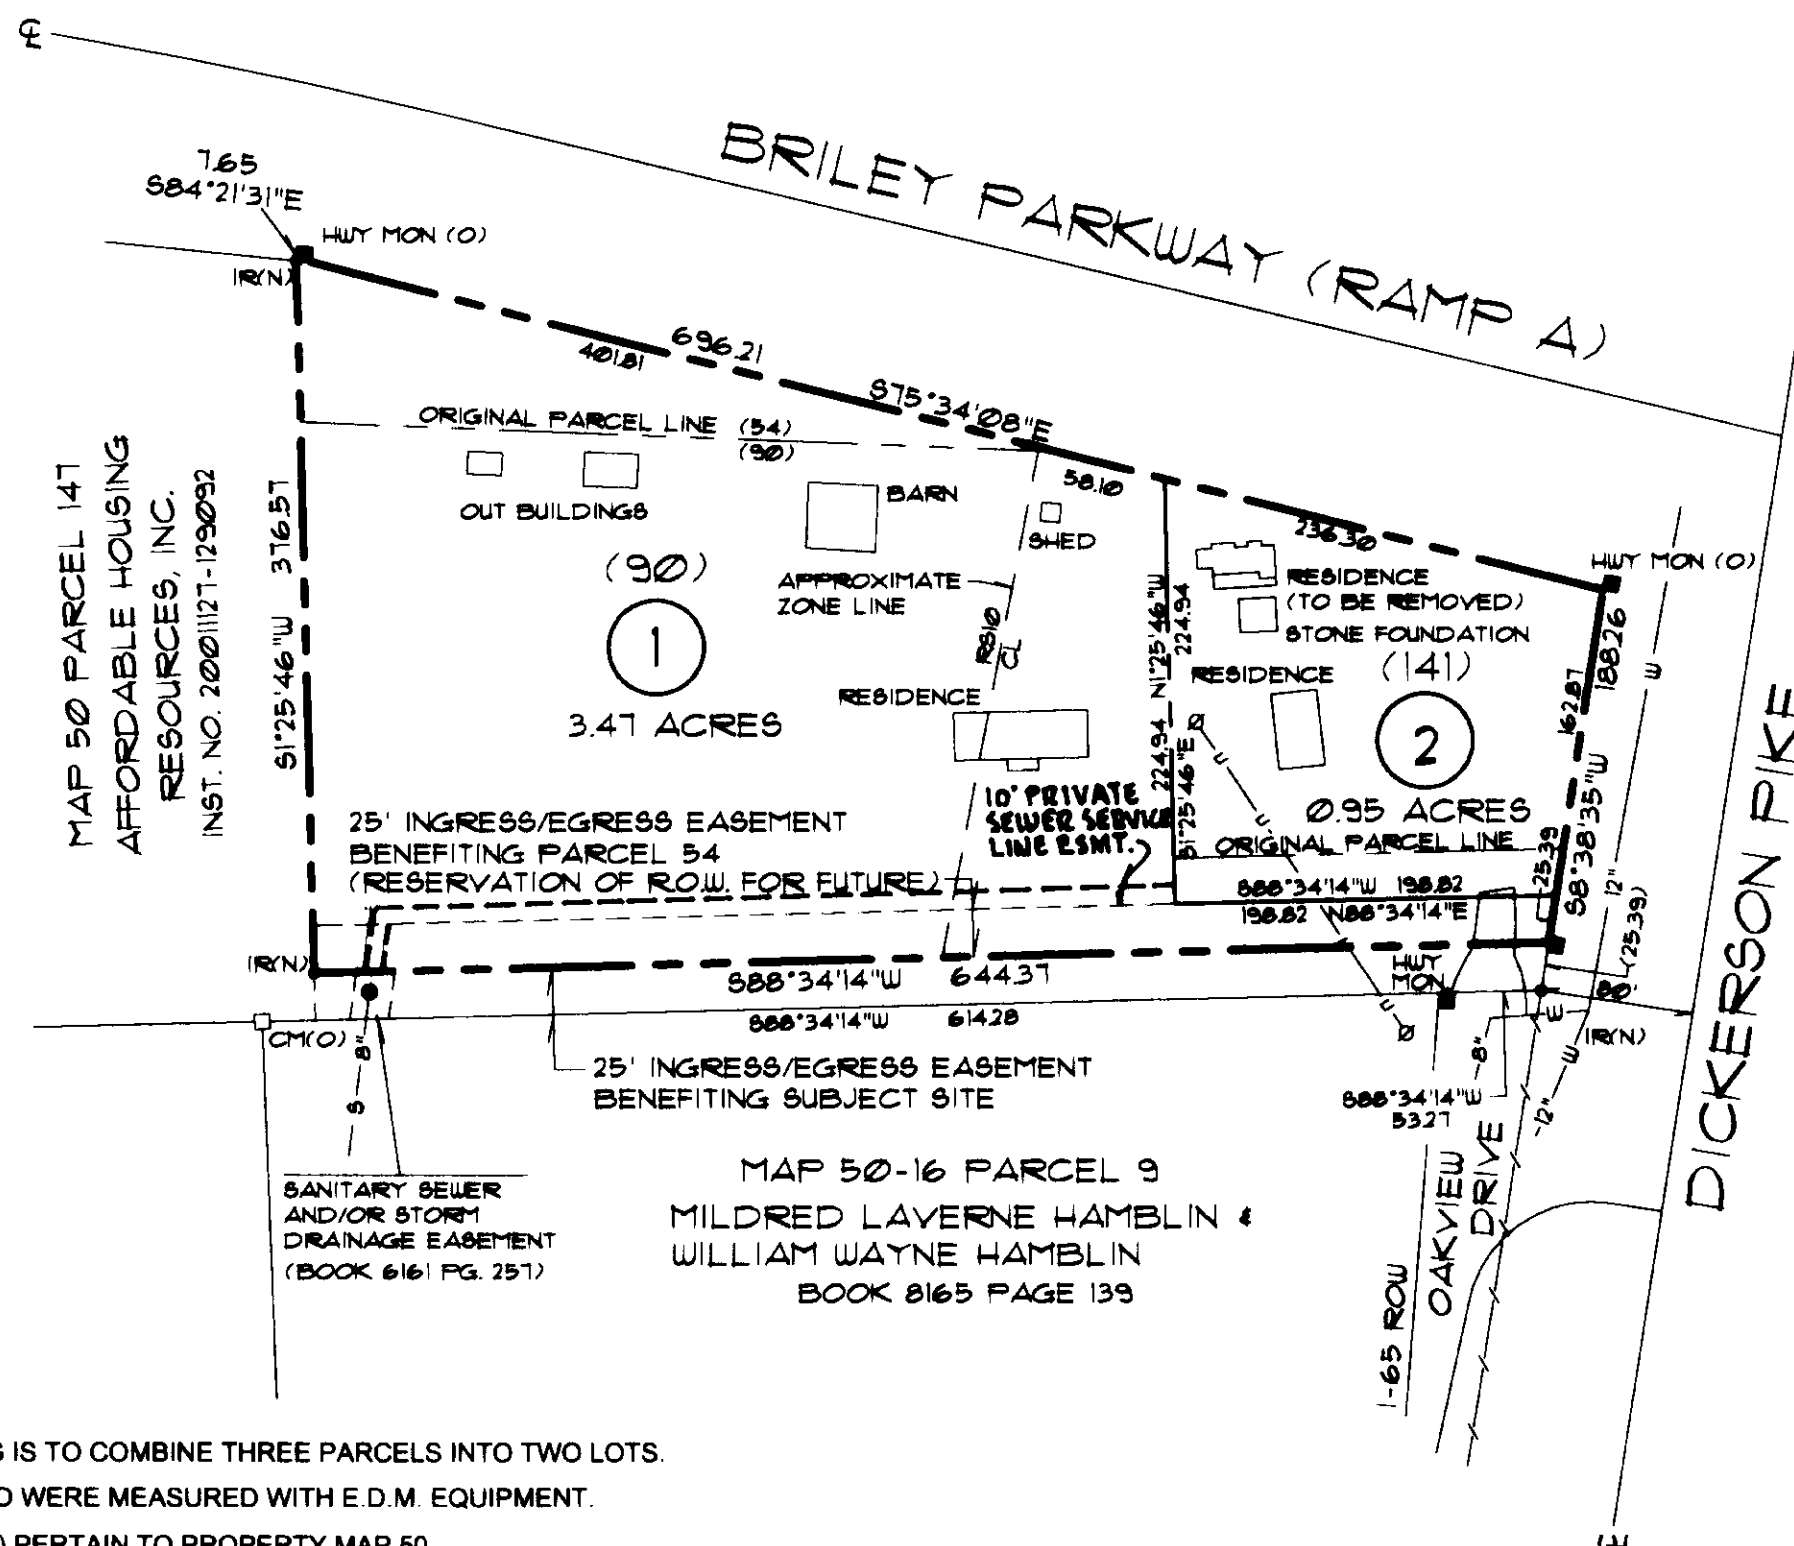 ℄
BRILEY PARKWAY (RAMP A)
7.65
S84°21'31"E
HWY MON (O)
IR(N)
696.21
401.81
S75°34'08"E
ORIGINAL PARCEL LINE (54)
(90)
58.10
236.30
HWY MON (O)
OUT BUILDINGS
BARN
SHED
MAP 50 PARCEL 147
AFFORDABLE HOUSING
RESOURCES, INC.
INST. NO. 20011127-129092
S1°25'46"W 376.57
(90)
1
3.47 ACRES
APPROXIMATE
ZONE LINE
RS10
CL
RESIDENCE
N1°25'46"W
224.94
224.94
S1°25'46"E
RESIDENCE
(TO BE REMOVED)
STONE FOUNDATION
(141)
RESIDENCE
2
0.95 ACRES
ORIGINAL PARCEL LINE
188.26
162.87
S8°38'35"W
25.39
(25.39)
W
12"
DICKERSON PIKE
10' PRIVATE
SEWER SERVICE
LINE ESMT.
25' INGRESS/EGRESS EASEMENT
BENEFITING PARCEL 54
(RESERVATION OF R.O.W. FOR FUTURE)
S88°34'14"W 198.82
198.82 N88°34'14"E
E
E
IR(N)
S88°34'14"W 644.37
HWY
MON
80'
E
E
S88°34'14"W 614.28
CM(O)
8"
S
IR(N)
25' INGRESS/EGRESS EASEMENT
BENEFITING SUBJECT SITE
8"
W
12"
S88°34'14"W
53.27
SANITARY SEWER
AND/OR STORM
DRAINAGE EASEMENT
(BOOK 6161 PG. 257)
MAP 50-16 PARCEL 9
MILDRED LAVERNE HAMBLIN &
WILLIAM WAYNE HAMBLIN
BOOK 8165 PAGE 139
OAKVIEW
DRIVE
I-65 ROW
IS TO COMBINE THREE PARCELS INTO TWO LOTS.
WERE MEASURED WITH E.D.M. EQUIPMENT.
) PERTAIN TO PROPERTY MAP 50